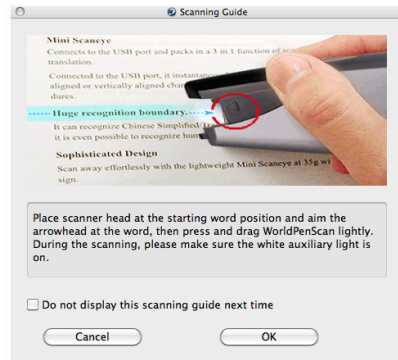 Scanning Guide
Mini Scaneye
Connects to the USB port and packs in a 3 in 1 function of
translation.
Connected to the USB port, it
aligned or vertically aligned
dures.
Huge recognition boundary.
It can recognize Chinese Simplified
it is even possible to recognize
Sophisticated Design
Scan away effortlessly with the lightweight Mini Scaneye at 35g
sign.
Place scanner head at the starting word position and aim the
arrowhead at the word, then press and drag WorldPenScan lightly.
During the scanning, please make sure the white auxiliary light is
on.
Do not display this scanning guide next time
Cancel
OK